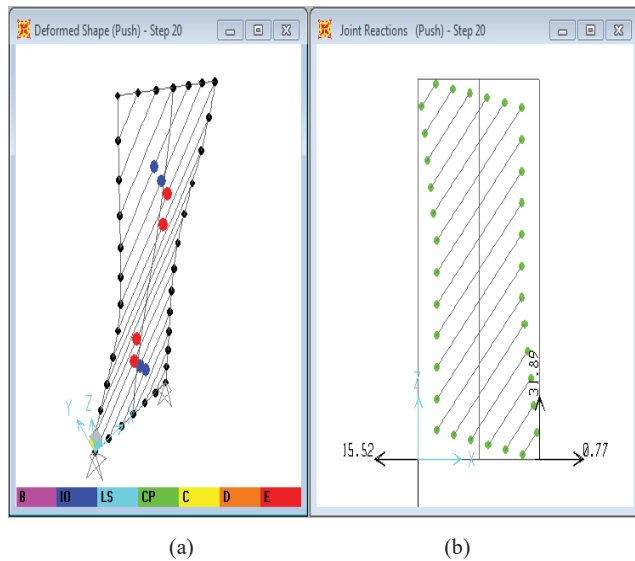 Deformed Shape (Push) - Step 20
Y Z X
B IO LS CP C D E
(a)
Joint Reactions (Push) - Step 20
31.89
Z
15.52 X 0.77
(b)